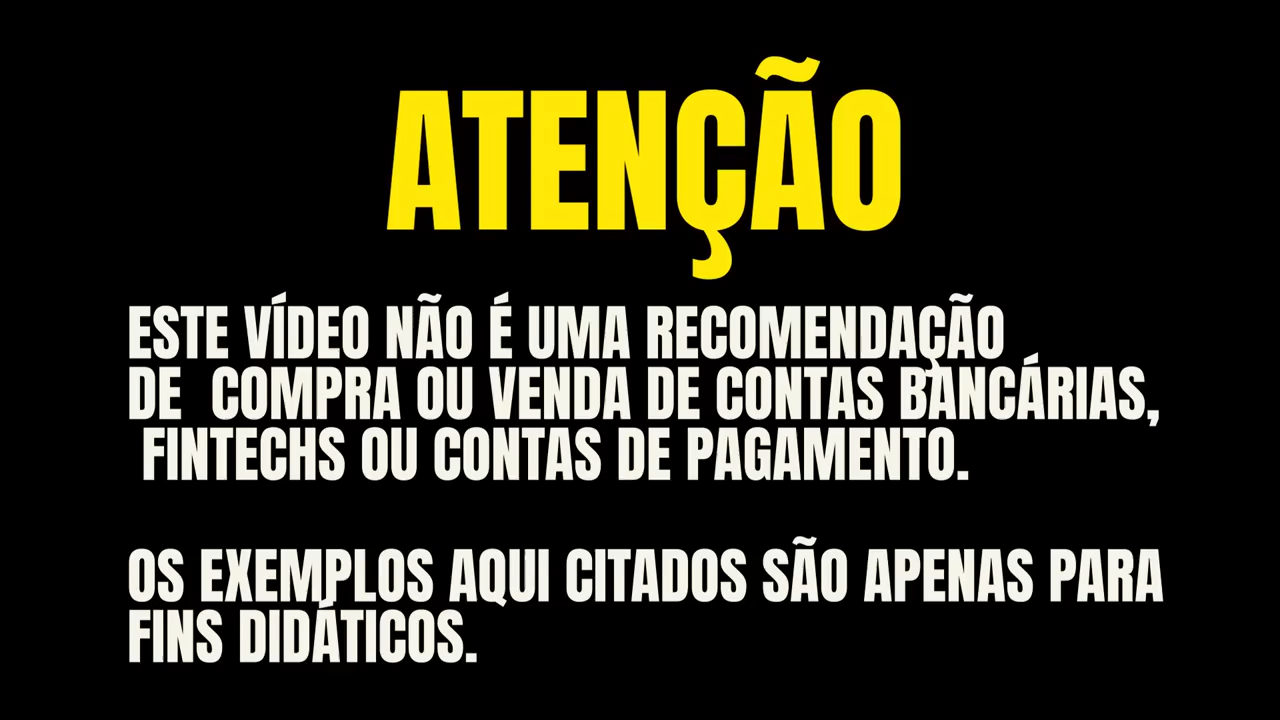 ATENÇÃO
ESTE VÍDEO NÃO É UMA RECOMENDAÇÃO
DE COMPRA OU VENDA DE CONTAS BANCÁRIAS,
FINTECHS OU CONTAS DE PAGAMENTO.
OS EXEMPLOS AQUI CITADOS SÃO APENAS PARA
FINS DIDÁTICOS.